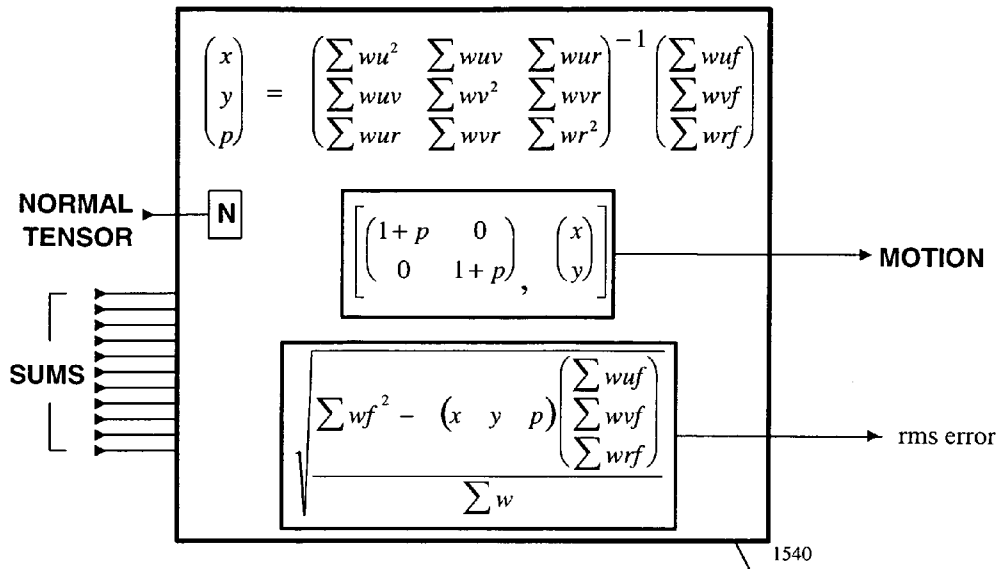 (x y p) = (∑wu² ∑wuv ∑wur
∑wuv ∑wv² ∑wvr
∑wur ∑wvr ∑wr²)⁻¹ (∑wuf
∑wvf
∑wrf)
NORMAL
TENSOR
N
[(1+p 0
0 1+p), (x
y)]
MOTION
SUMS
√((∑wf² − (x y p)(∑wuf
∑wvf
∑wrf)) / ∑w)
rms error
1540